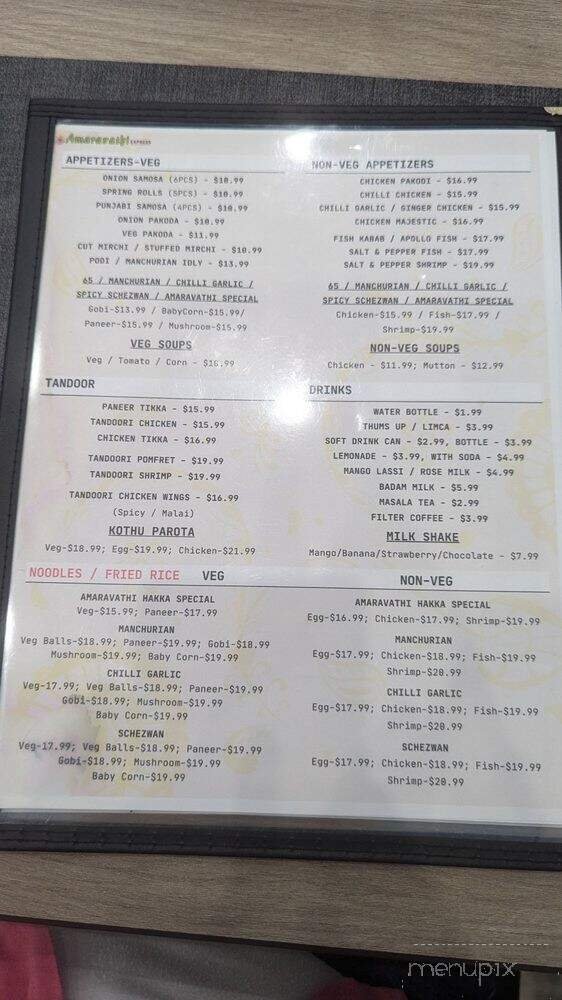 Amaravathi EXPRESS
APPETIZERS-VEG
ONION SAMOSA (6PCS) - $10.99
SPRING ROLLS (5PCS) - $10.99
PUNJABI SAMOSA (4PCS) - $10.99
ONION PAKODA - $10.99
VEG PAKODA - $11.99
CUT MIRCHI / STUFFED MIRCHI - $10.99
PODI / MANCHURIAN IDLY - $13.99
65 / MANCHURIAN / CHILLI GARLIC /
SPICY SCHEZWAN / AMARAVATHI SPECIAL
Gobi-$13.99 / BabyCorn-$15.99/
Paneer-$15.99 / Mushroom-$15.99
VEG SOUPS
Veg / Tomato / Corn - $10.99
NON-VEG APPETIZERS
CHICKEN PAKODI - $16.99
CHILLI CHICKEN - $15.99
CHILLI GARLIC / GINGER CHICKEN - $15.99
CHICKEN MAJESTIC - $16.99
FISH KABAB / APOLLO FISH - $17.99
SALT & PEPPER FISH - $17.99
SALT & PEPPER SHRIMP - $19.99
65 / MANCHURIAN / CHILLI GARLIC /
SPICY SCHEZWAN / AMARAVATHI SPECIAL
Chicken-$15.99 / Fish-$17.99 /
Shrimp-$19.99
NON-VEG SOUPS
Chicken - $11.99; Mutton - $12.99
TANDOOR
PANEER TIKKA - $15.99
TANDOORI CHICKEN - $15.99
CHICKEN TIKKA - $16.99
TANDOORI POMFRET - $19.99
TANDOORI SHRIMP - $19.99
TANDOORI CHICKEN WINGS - $16.99
(Spicy / Malai)
KOTHU PAROTA
Veg-$18.99; Egg-$19.99; Chicken-$21.99
DRINKS
WATER BOTTLE - $1.99
THUMS UP / LIMCA - $3.99
SOFT DRINK CAN - $2.99, BOTTLE - $3.99
LEMONADE - $3.99, WITH SODA - $4.99
MANGO LASSI / ROSE MILK - $4.99
BADAM MILK - $5.99
MASALA TEA - $2.99
FILTER COFFEE - $3.99
MILK SHAKE
Mango/Banana/Strawberry/Chocolate - $7.99
NOODLES / FRIED RICE VEG
AMARAVATHI HAKKA SPECIAL
Veg-$15.99; Paneer-$17.99
MANCHURIAN
Veg Balls-$18.99; Paneer-$19.99; Gobi-$18.99
Mushroom-$19.99; Baby Corn-$19.99
CHILLI GARLIC
Veg-17.99; Veg Balls-$18.99; Paneer-$19.99
Gobi-$18.99; Mushroom-$19.99
Baby Corn-$19.99
SCHEZWAN
Veg-17.99; Veg Balls-$18.99; Paneer-$19.99
Gobi-$18.99; Mushroom-$19.99
Baby Corn-$19.99
NON-VEG
AMARAVATHI HAKKA SPECIAL
Egg-$16.99; Chicken-$17.99; Shrimp-$19.99
MANCHURIAN
Egg-$17.99; Chicken-$18.99; Fish-$19.99
Shrimp-$20.99
CHILLI GARLIC
Egg-$17.99; Chicken-$18.99; Fish-$19.99
Shrimp-$20.99
SCHEZWAN
Egg-$17.99; Chicken-$18.99; Fish-$19.99
Shrimp-$20.99
menupix